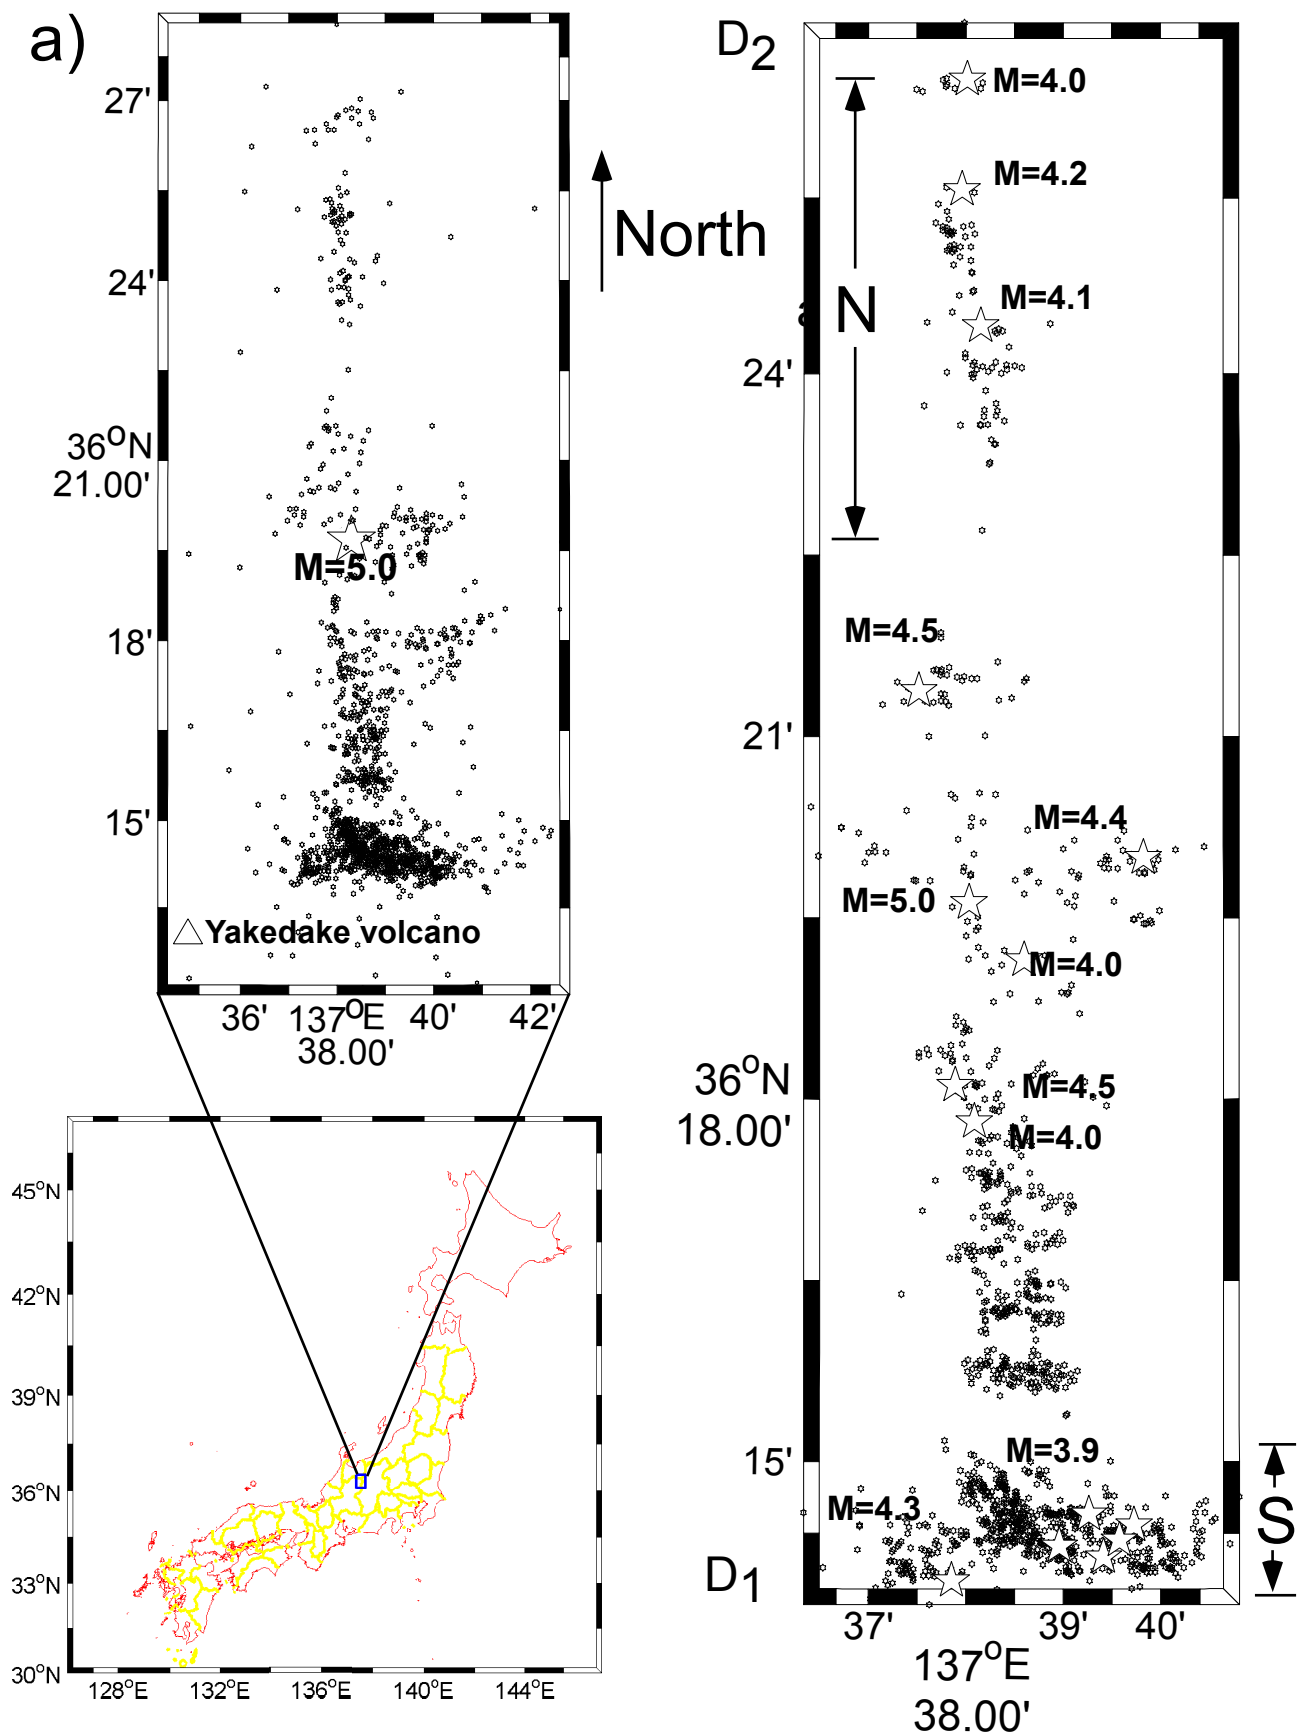 a)
27'
24'
36°N
21.00'
18'
15'
M=5.0
Yakedake volcano
36'
137°E
38.00'
40'
42'
North
45°N
42°N
39°N
36°N
33°N
30°N
128°E
132°E
136°E
140°E
144°E
D2
M=4.0
M=4.2
M=4.1
N
24'
M=4.5
21'
M=4.4
M=5.0
M=4.0
36°N
18.00'
M=4.5
M=4.0
15'
M=3.9
M=4.3
S
D1
37'
39'
40'
137°E
38.00'